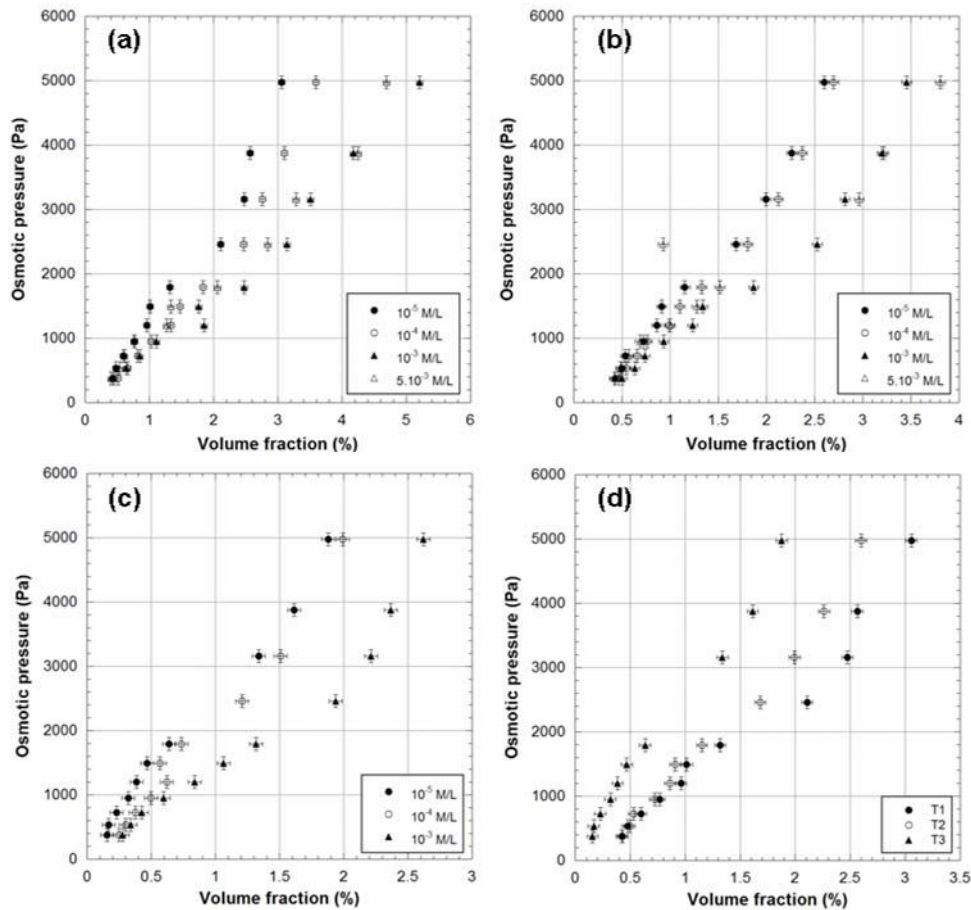 (a)
Osmotic pressure (Pa)
6000
5000
4000
3000
2000
1000
0
0 1 2 3 4 5 6
Volume fraction (%)
10⁻⁵ M/L
10⁻⁴ M/L
10⁻³ M/L
5.10⁻³ M/L
(b)
Osmotic pressure (Pa)
6000
5000
4000
3000
2000
1000
0
0 0.5 1 1.5 2 2.5 3 3.5 4
Volume fraction (%)
10⁻⁵ M/L
10⁻⁴ M/L
10⁻³ M/L
5.10⁻³ M/L
(c)
Osmotic pressure (Pa)
6000
5000
4000
3000
2000
1000
0
0 0.5 1 1.5 2 2.5 3
Volume fraction (%)
10⁻⁵ M/L
10⁻⁴ M/L
10⁻³ M/L
(d)
Osmotic pressure (Pa)
6000
5000
4000
3000
2000
1000
0
0 0.5 1 1.5 2 2.5 3 3.5
Volume fraction (%)
T1
T2
T3